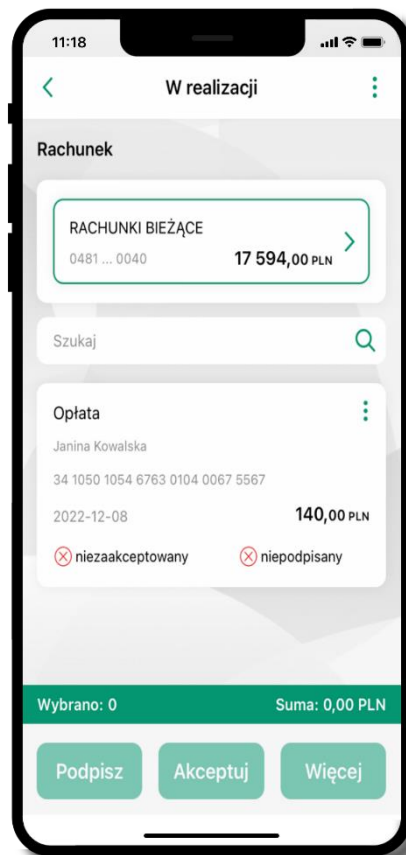 11:18
W realizacji
Rachunek
RACHUNKI BIEŻĄCE
0481 ... 0040 17 594,00 PLN
Szukaj
Opłata
Janina Kowalska
34 1050 1054 6763 0104 0067 5567
2022-12-08 140,00 PLN
niezaakceptowany niepodpisany
Wybrano: 0 Suma: 0,00 PLN
Podpisz Akceptuj Więcej